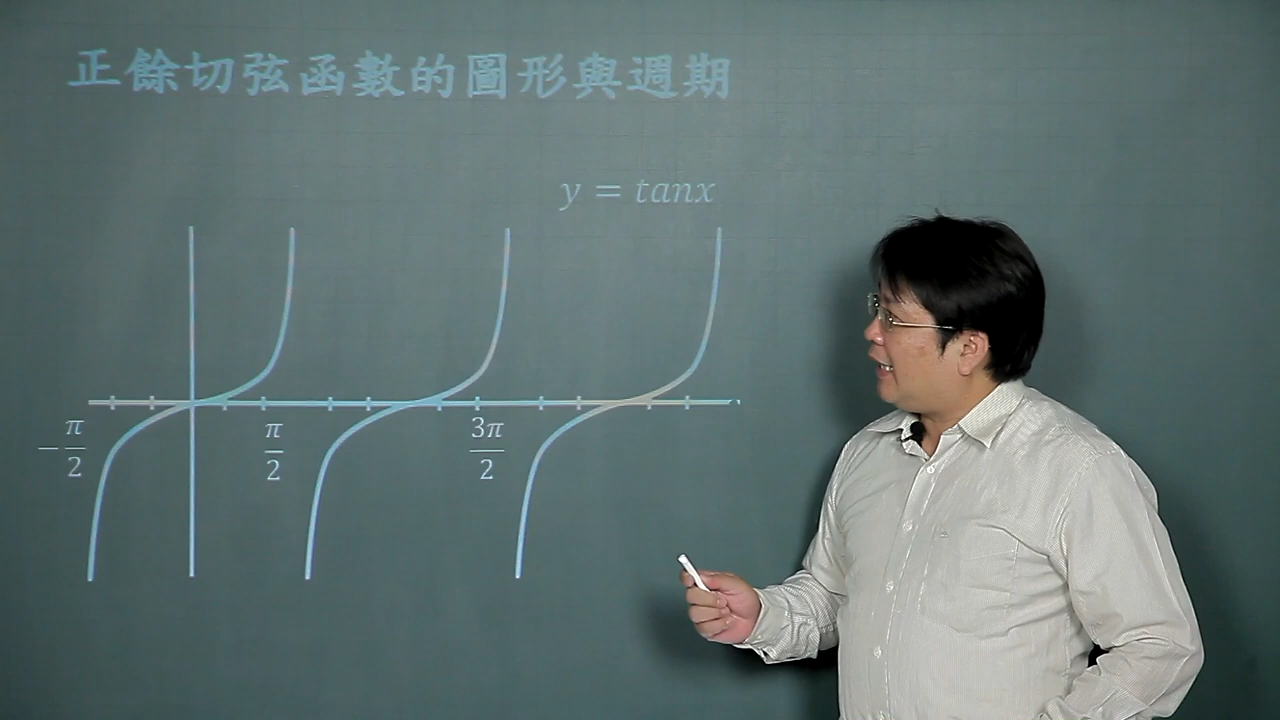 正餘切弦函數的圖形與週期
y = tanx
−π/2
π/2
3π/2